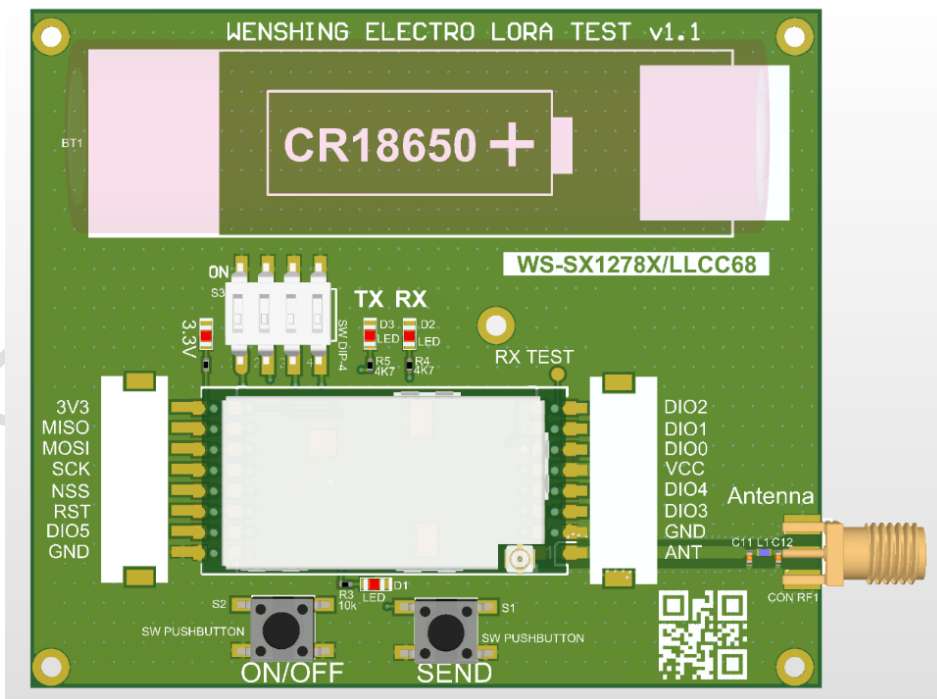 WENSHING ELECTRO LORA TEST v1.1
BT1
CR18650 +
WS-SX1278X/LLCC68
ON
S3
SW DIP-4
3.3V
TX RX
D3
LED
D2
LED
R5
4K7
R4
4K7
RX TEST
3V3
MISO
MOSI
SCK
NSS
RST
DIO5
GND
DIO2
DIO1
DIO0
VCC
DIO4
DIO3
GND
ANT
Antenna
C11 L1 C12
CON RF1
R3
10k
LED
D1
S2
SW PUSHBUTTON
ON/OFF
S1
SW PUSHBUTTON
SEND